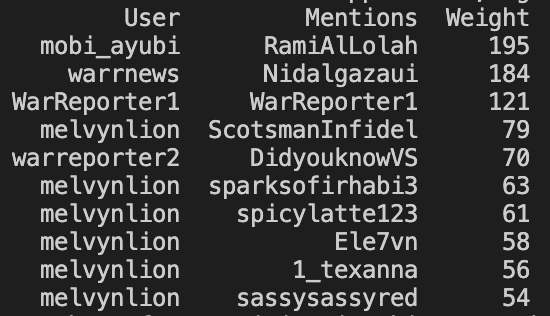 User Mentions Weight
mobi_ayubi RamiAlLolah 195
warrnews Nidalgazaui 184
WarReporter1 WarReporter1 121
melvynlion ScotsmanInfidel 79
warreporter2 DidyouknowVS 70
melvynlion sparksofirhabi3 63
melvynlion spicylatte123 61
melvynlion Ele7vn 58
melvynlion 1_texanna 56
melvynlion sassysassyred 54